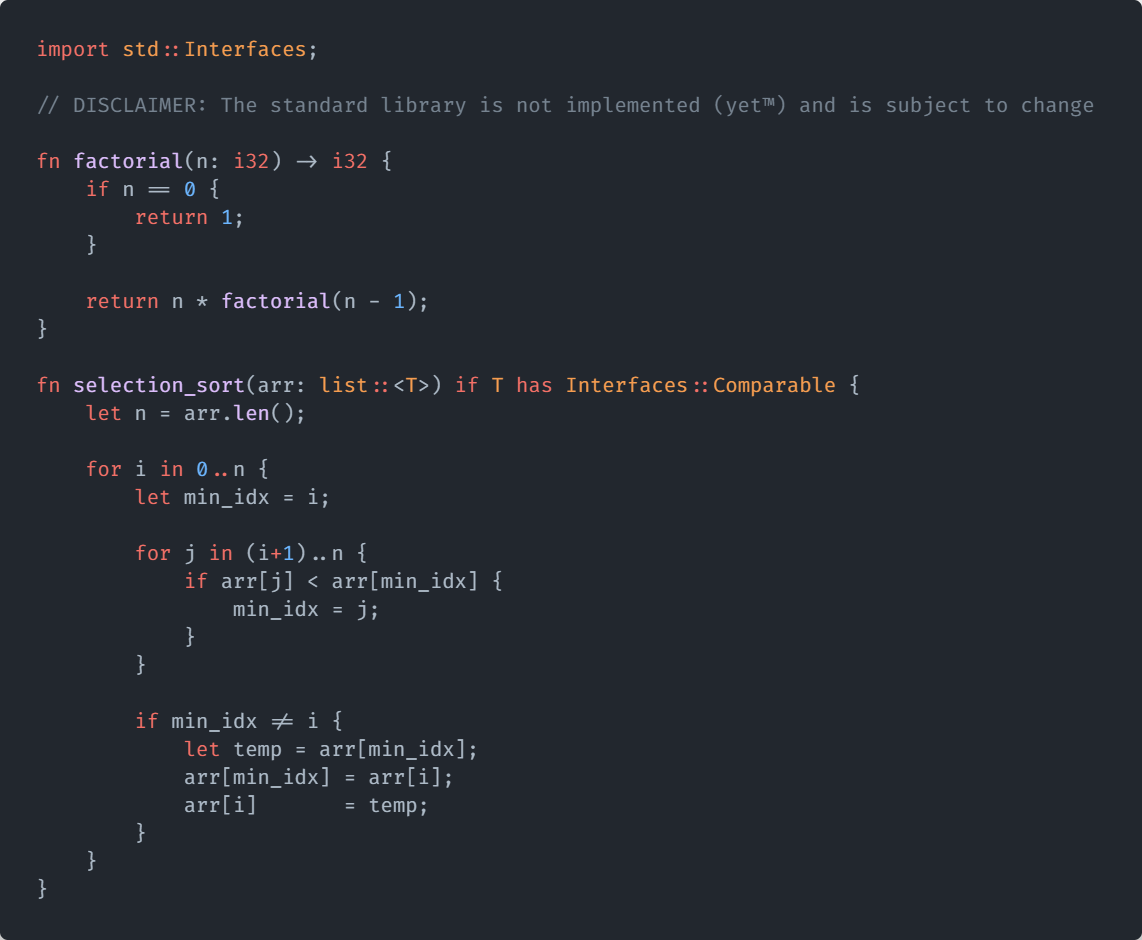 import std::Interfaces;

// DISCLAIMER: The standard library is not implemented (yet™) and is subject to change

fn factorial(n: i32) -> i32 {
    if n == 0 {
        return 1;
    }

    return n * factorial(n - 1);
}

fn selection_sort(arr: list::<T>) if T has Interfaces::Comparable {
    let n = arr.len();

    for i in 0..n {
        let min_idx = i;

        for j in (i+1)..n {
            if arr[j] < arr[min_idx] {
                min_idx = j;
            }
        }

        if min_idx != i {
            let temp = arr[min_idx];
            arr[min_idx] = arr[i];
            arr[i]       = temp;
        }
    }
}